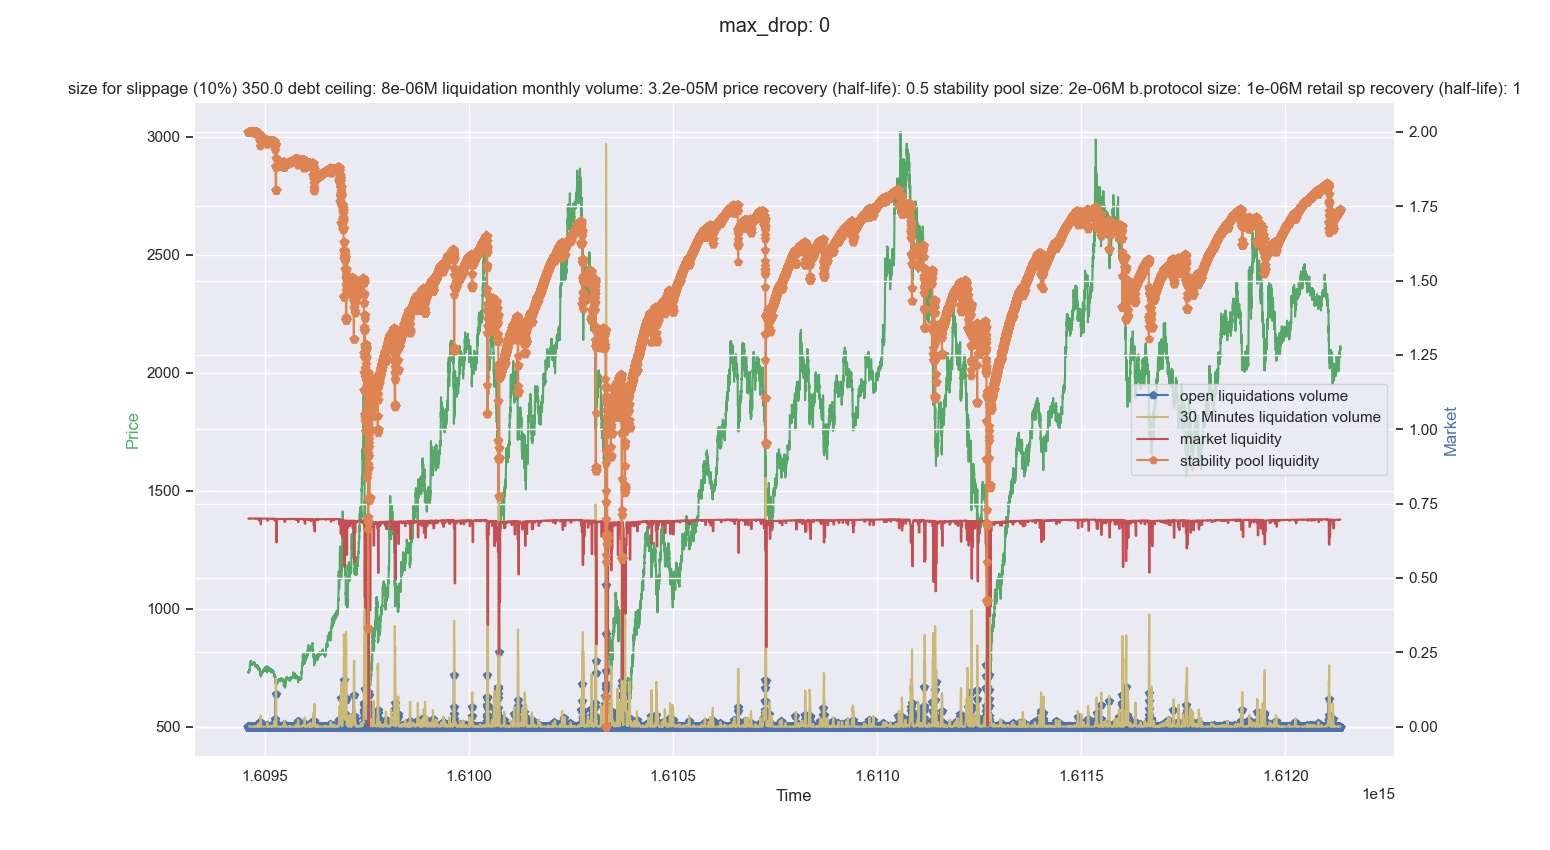 max_drop: 0
size for slippage (10%) 350.0 debt ceiling: 8e-06M liquidation monthly volume: 3.2e-05M price recovery (half-life): 0.5 stability pool size: 2e-06M b.protocol size: 1e-06M retail sp recovery (half-life): 1
3000
2500
2000
1500
1000
500
Price
2.00
1.75
1.50
1.25
1.00
0.75
0.50
0.25
0.00
Market
open liquidations volume
30 Minutes liquidation volume
market liquidity
stability pool liquidity
1.6095 1.6100 1.6105 1.6110 1.6115 1.6120
1e15
Time